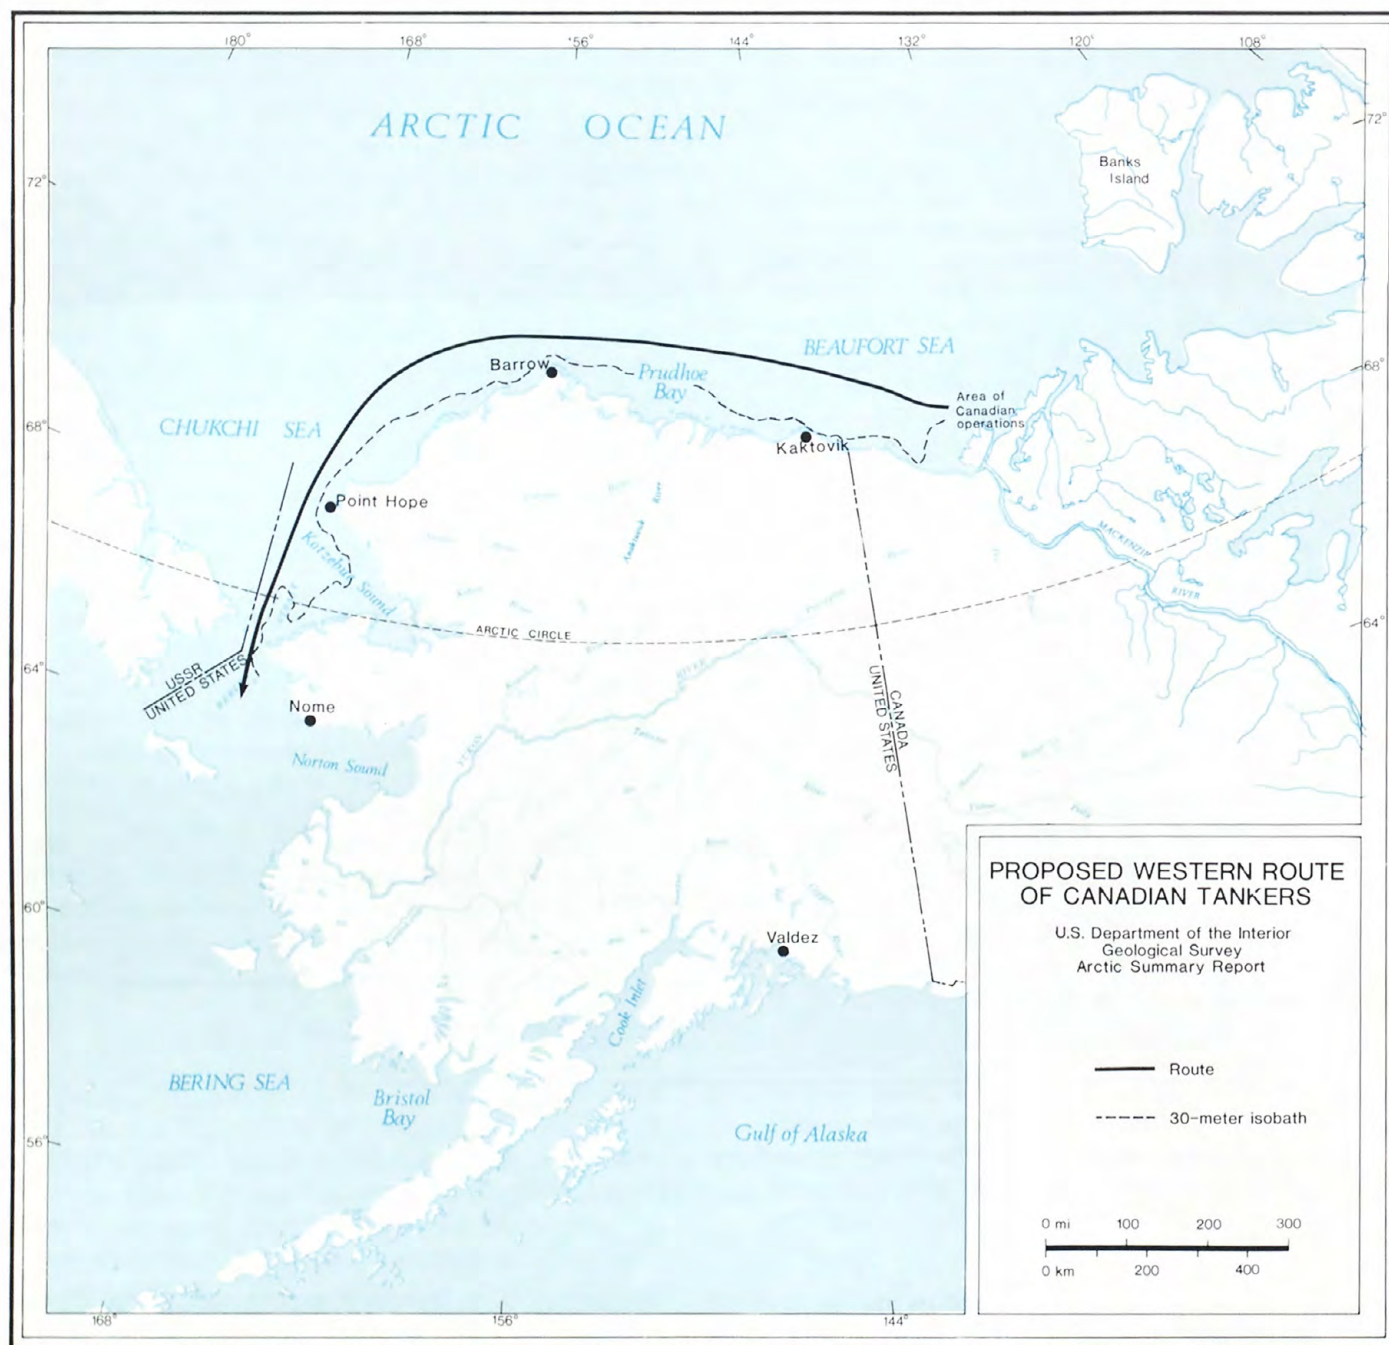 180° 168° 156° 144° 132° 120° 108°
ARCTIC OCEAN
72°
72°
Banks
Island
BEAUFORT SEA
Barrow
Prudhoe
Bay
68°
Area of
Canadian
operations
CHUKCHI SEA
68°
Kaktovik
Point Hope
River
Kotzebue Sound
MACKENZIE
RIVER
ARCTIC CIRCLE
64°
64°
USSR
UNITED STATES
RIVER
CANADA
UNITED STATES
Nome
YUKON
Norton Sound
PROPOSED WESTERN ROUTE
OF CANADIAN TANKERS
U.S. Department of the Interior
Geological Survey
Arctic Summary Report
60°
Valdez
Cook Inlet
Route
BERING SEA
Bristol
Bay
30-meter isobath
56°
Gulf of Alaska
0 mi 100 200 300
0 km 200 400
168° 156° 144°